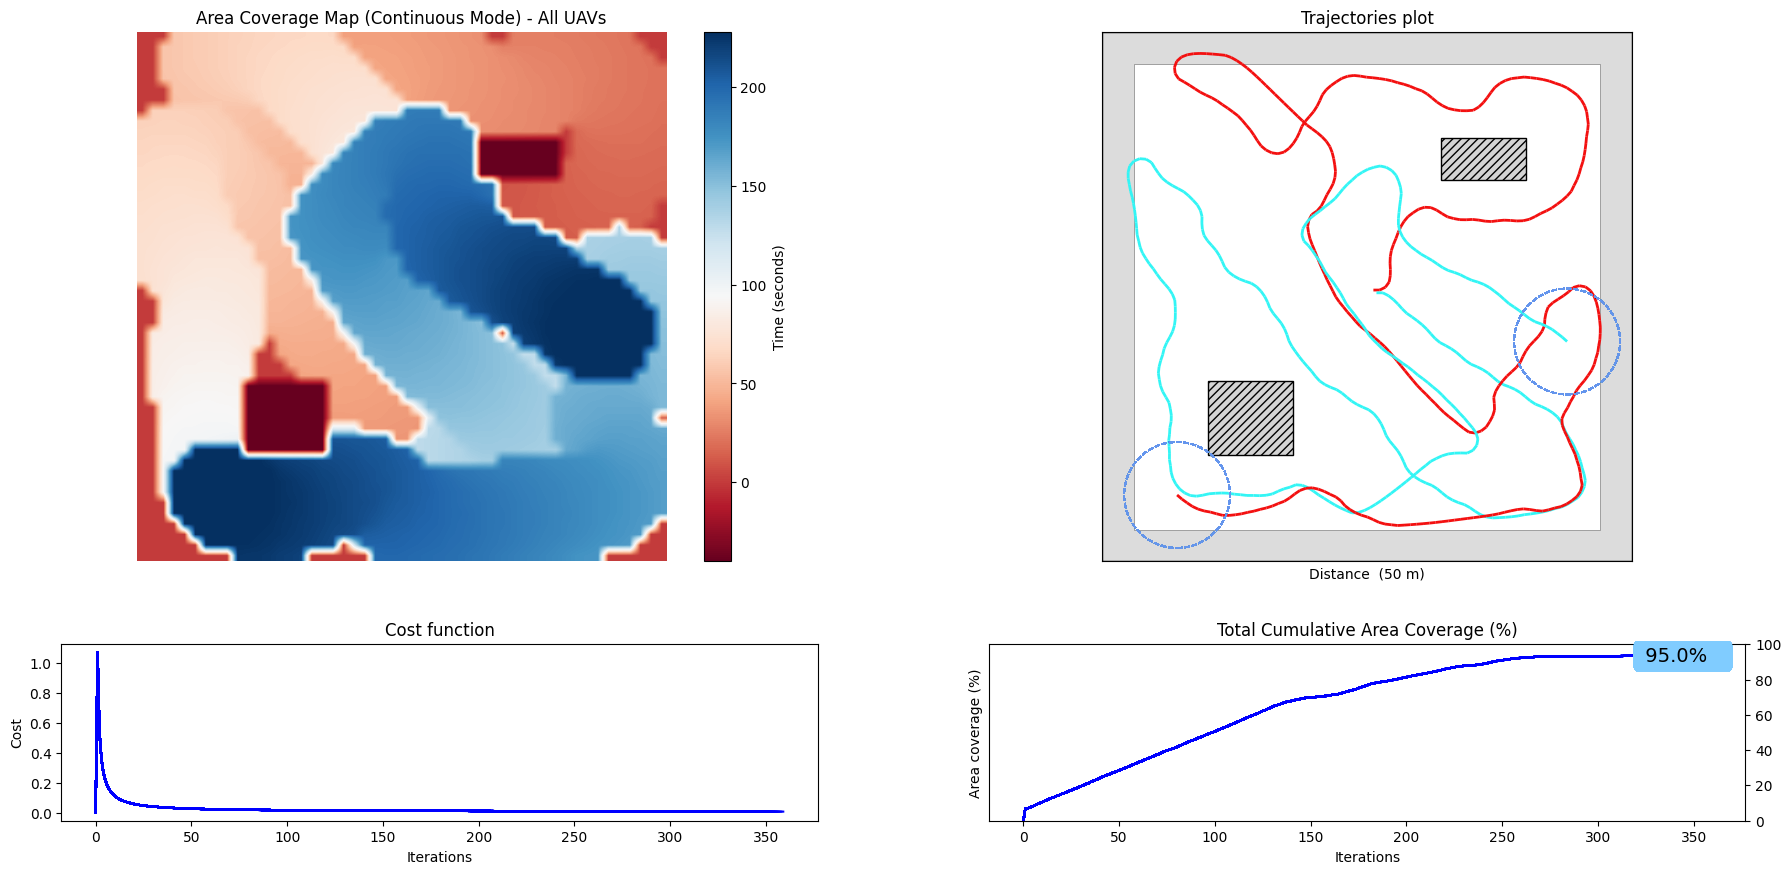 Area Coverage Map (Continuous Mode) - All UAVs
200
150
100
50
0
Time (seconds)
Trajectories plot
Distance  (50 m)
Cost function
1.0
0.8
0.6
0.4
0.2
0.0
Cost
0 50 100 150 200 250 300 350
Iterations
Total Cumulative Area Coverage (%)
95.0%
Area coverage (%)
100
80
60
40
20
0
0 50 100 150 200 250 300 350
Iterations